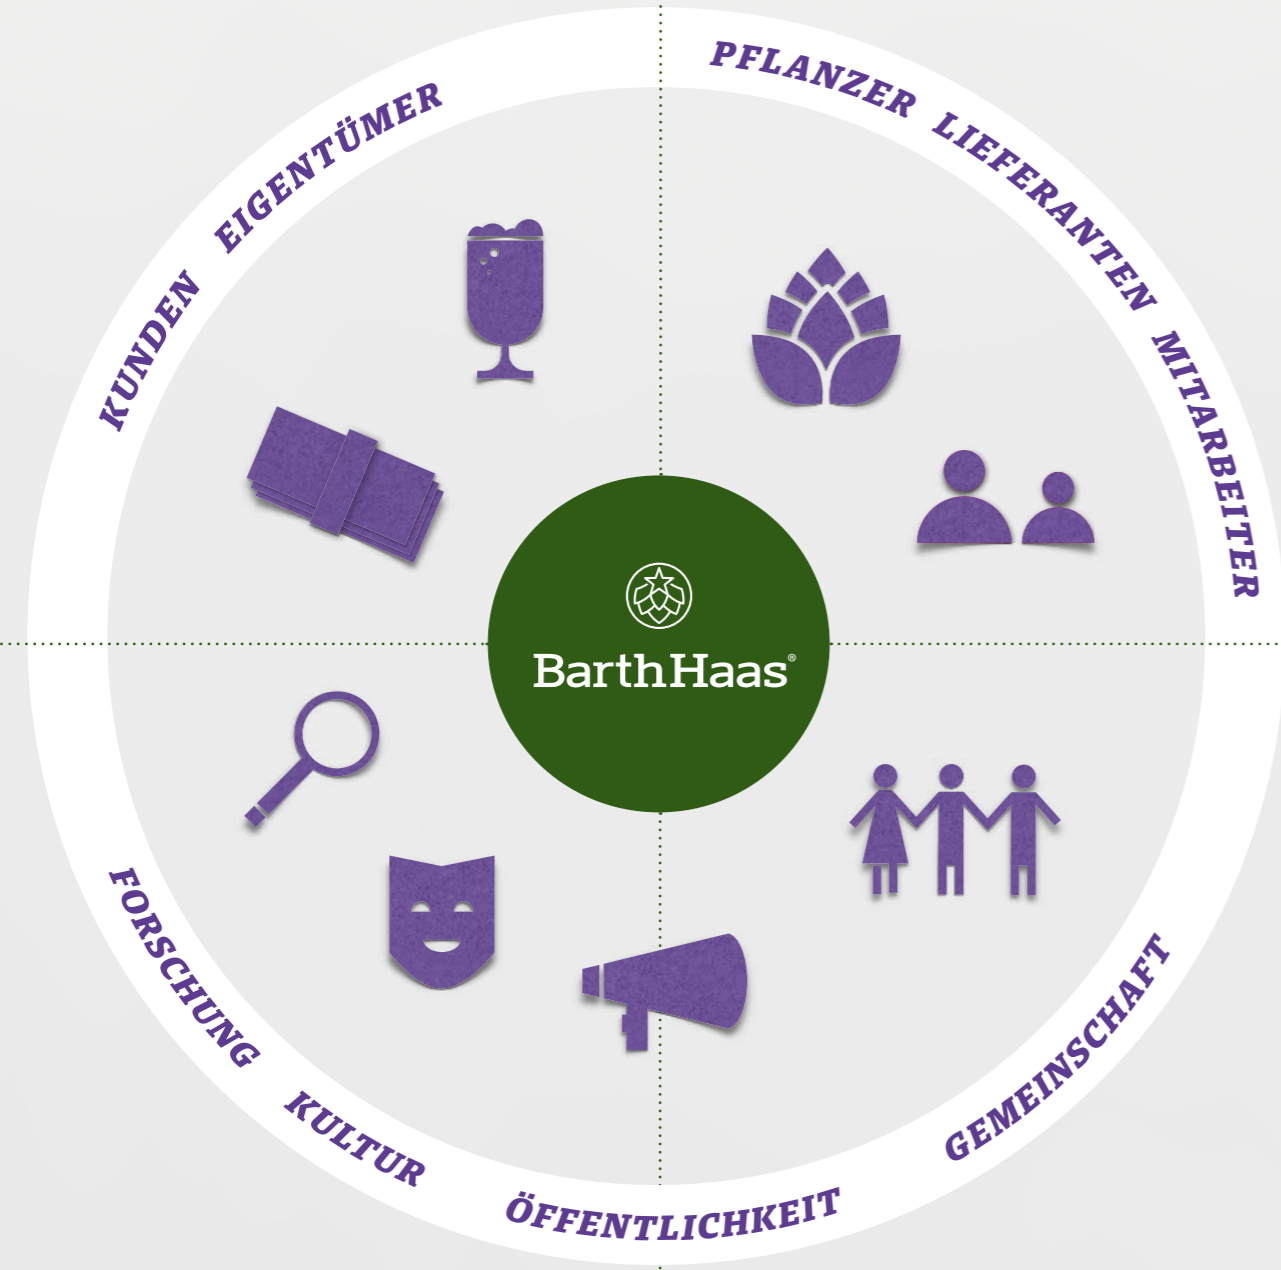 KUNDEN EIGENTÜMER
PFLANZER LIEFERANTEN MITARBEITER
BarthHaas®
FORSCHUNG KULTUR ÖFFENTLICHKEIT GEMEINSCHAFT